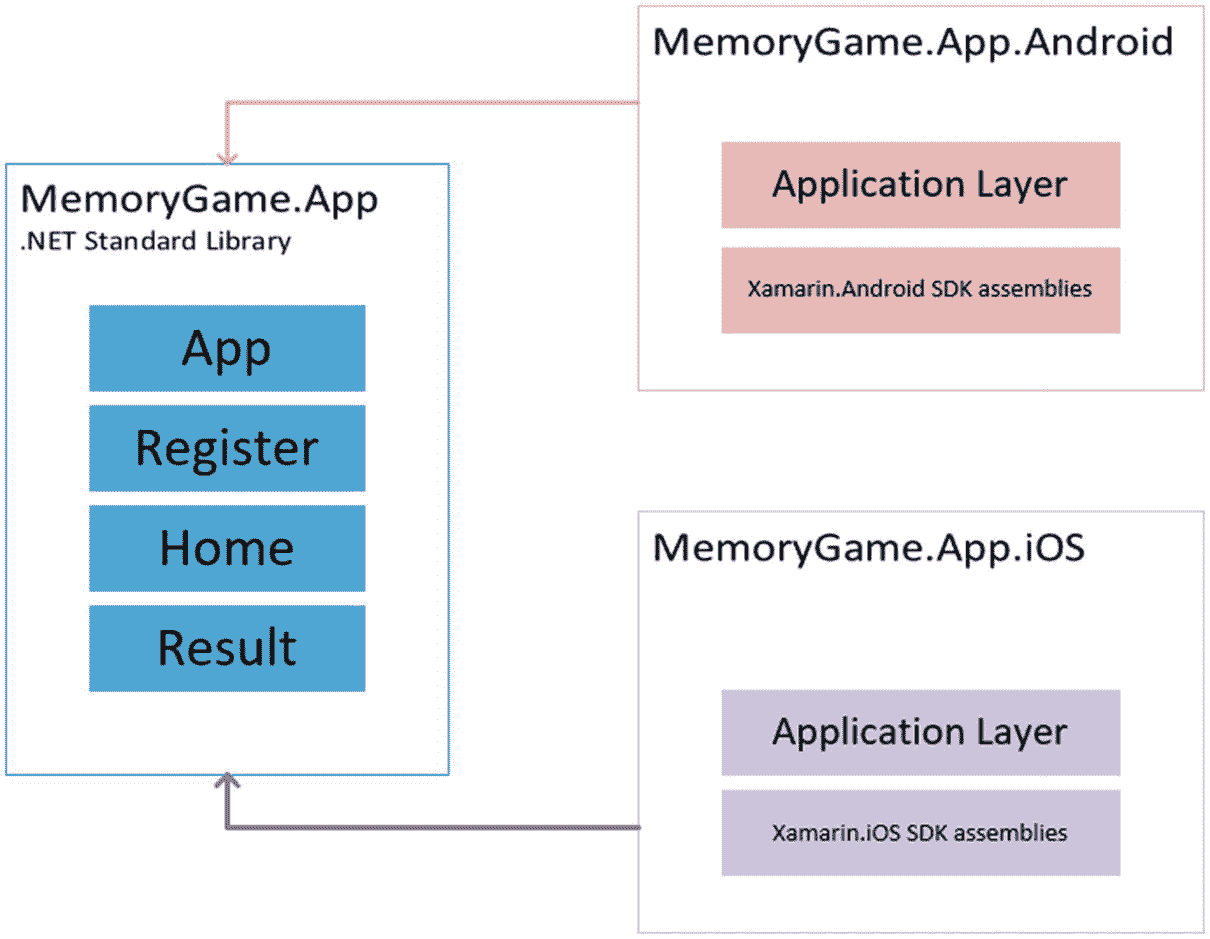 MemoryGame.App
.NET Standard Library
App
Register
Home
Result
MemoryGame.App.Android
Application Layer
Xamarin.Android SDK assemblies
MemoryGame.App.iOS
Application Layer
Xamarin.iOS SDK assemblies